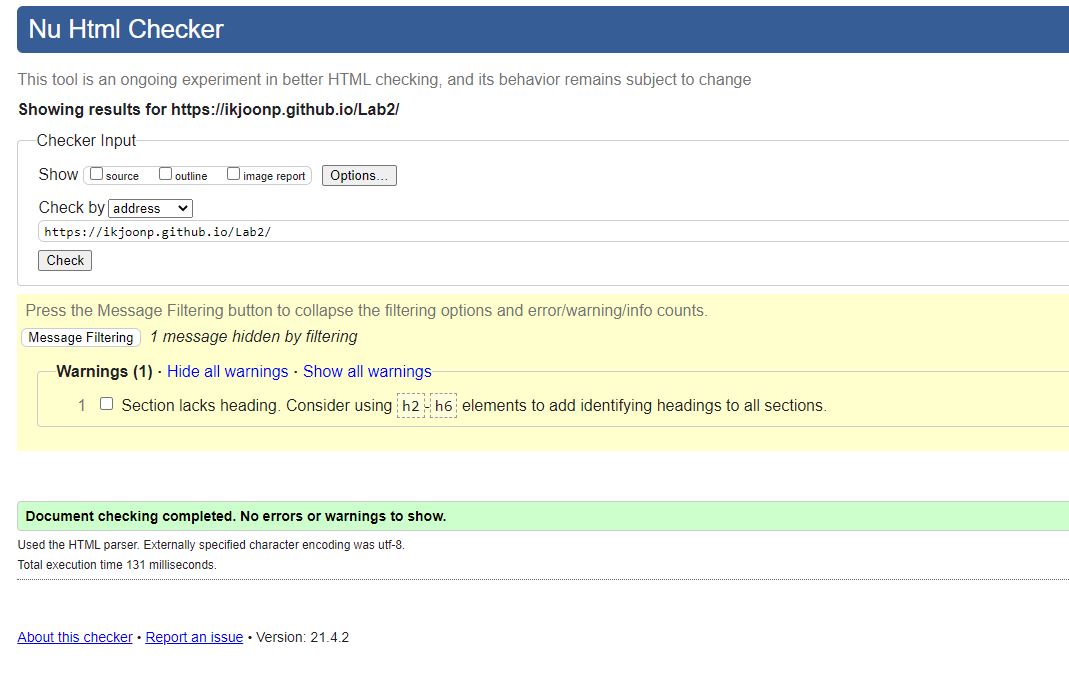 Nu Html Checker
This tool is an ongoing experiment in better HTML checking, and its behavior remains subject to change
Showing results for https://ikjoonp.github.io/Lab2/
Checker Input
Show source outline image report Options...
Check by address
https://ikjoonp.github.io/Lab2/
Check
Press the Message Filtering button to collapse the filtering options and error/warning/info counts.
Message Filtering 1 message hidden by filtering
Warnings (1) · Hide all warnings · Show all warnings
1 Section lacks heading. Consider using h2-h6 elements to add identifying headings to all sections.
Document checking completed. No errors or warnings to show.
Used the HTML parser. Externally specified character encoding was utf-8.
Total execution time 131 milliseconds.
About this checker • Report an issue • Version: 21.4.2